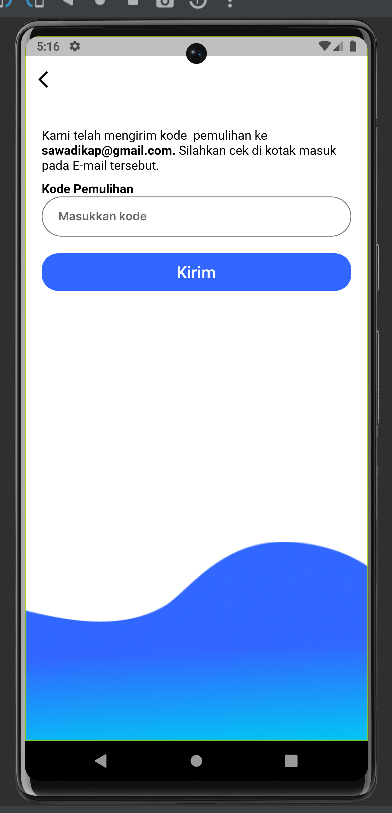 5:16
Kami telah mengirim kode  pemulihan ke
sawadikap@gmail.com. Silahkan cek di kotak masuk
pada E-mail tersebut.
Kode Pemulihan
Masukkan kode
Kirim